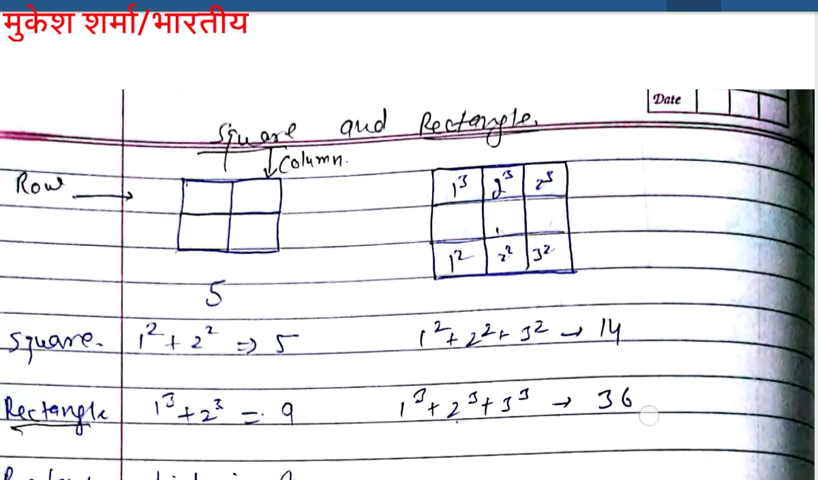 मुकेश शर्मा/भारतीय
Date
Square and Rectangle.
↓Column.
Row →
1³ 2³ 2³
1² 2² 3²
5
Square. 1² + 2² => 5 1² + 2² + 3² → 14
Rectangle 1³ + 2³ = 9 1³ + 2³ + 3³ → 36